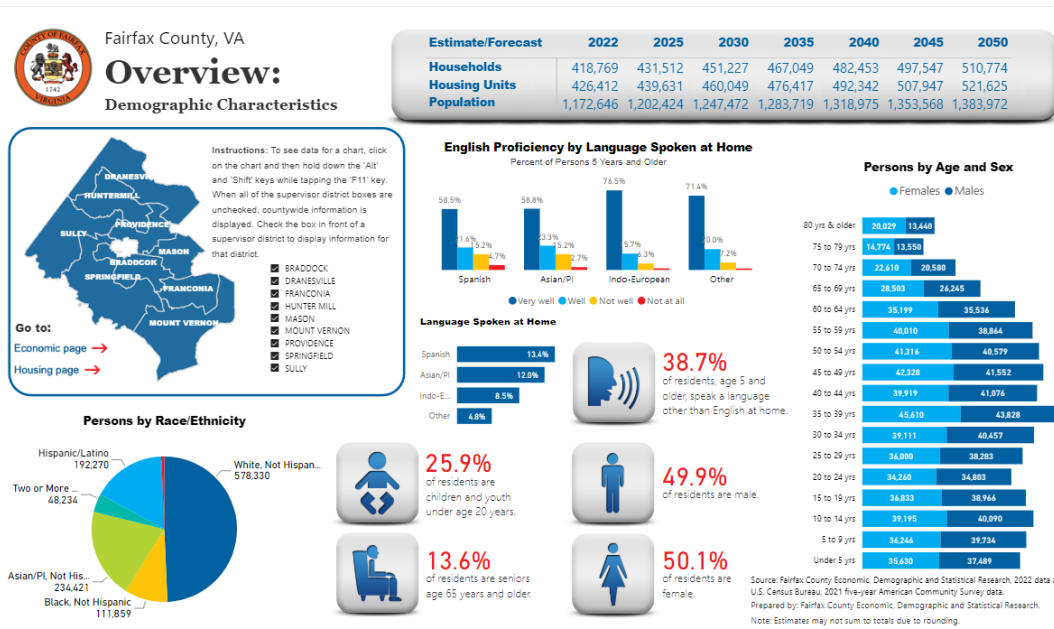 COUNTY OF FAIRFAX
1742
VIRGINIA
Fairfax County, VA
Overview:
Demographic Characteristics
Estimate/Forecast 2022 2025 2030 2035 2040 2045 2050
Households 418,769 431,512 451,227 467,049 482,453 497,547 510,774
Housing Units 426,412 439,631 460,049 476,417 492,342 507,947 521,625
Population 1,172,646 1,202,424 1,247,472 1,283,719 1,318,975 1,353,568 1,383,972
DRANESVI
HUNTERMILL
PROVIDENCE
SULLY
MASON
BRADDCOK
SPRINGFIELD
FRANCONIA
MOUNT VERNON
Go to:
Economic page
Housing page
Instructions: To see data for a chart, click
on the chart and then hold down the 'Alt'
and 'Shift' keys while tapping the 'F11' key.
When all of the supervisor district boxes are
unchecked, countywide information is
displayed. Check the box in front of a
supervisor district to display information for
that district.
BRADDOCK
DRANESVILLE
FRANCONIA
HUNTER MILL
MASON
MOUNT VERNON
PROVIDENCE
SPRINGFIELD
SULLY
English Proficiency by Language Spoken at Home
Percent of Persons 5 Years and Older
58.5% 21.6% 15.2% 4.7%
58.8% 23.3% 15.2% 2.7%
76.5% 15.7% 6.3%
71.4% 20.0% 7.2%
Spanish Asian/PI Indo-European Other
Very well Well Not well Not at all
Language Spoken at Home
Spanish 13.4%
Asian/PI 12.0%
Indo-E... 8.5%
Other 4.8%
38.7%
of residents, age 5 and
older, speak a language
other than English at home.
Persons by Race/Ethnicity
Hispanic/Latino
192,270
Two or More ...
48,234
Asian/PI, Not His...
234,421
Black, Not Hispanic
111,859
White, Not Hispan...
578,330
25.9%
of residents are
children and youth
under age 20 years.
49.9%
of residents are male.
13.6%
of residents are seniors
age 65 years and older.
50.1%
of residents are
female.
Persons by Age and Sex
Females Males
80 yrs & older 20,029 13,440
75 to 79 yrs 14,774 13,550
70 to 74 yrs 22,610 20,580
65 to 69 yrs 28,503 26,245
60 to 64 yrs 35,199 35,536
55 to 59 yrs 40,010 38,864
50 to 54 yrs 41,316 40,579
45 to 49 yrs 42,328 41,552
40 to 44 yrs 39,919 41,076
35 to 39 yrs 45,610 43,828
30 to 34 yrs 39,111 40,457
25 to 29 yrs 36,000 38,283
20 to 24 yrs 34,260 34,803
15 to 19 yrs 36,833 38,966
10 to 14 yrs 39,195 40,090
5 to 9 yrs 36,246 39,734
Under 5 yrs 35,630 37,489
Source: Fairfax County Economic, Demographic and Statistical Research, 2022 data
U.S. Census Bureau, 2021 five-year American Community Survey data.
Prepared by: Fairfax County Economic, Demographic and Statistical Research.
Note: Estimates may not sum to totals due to rounding.